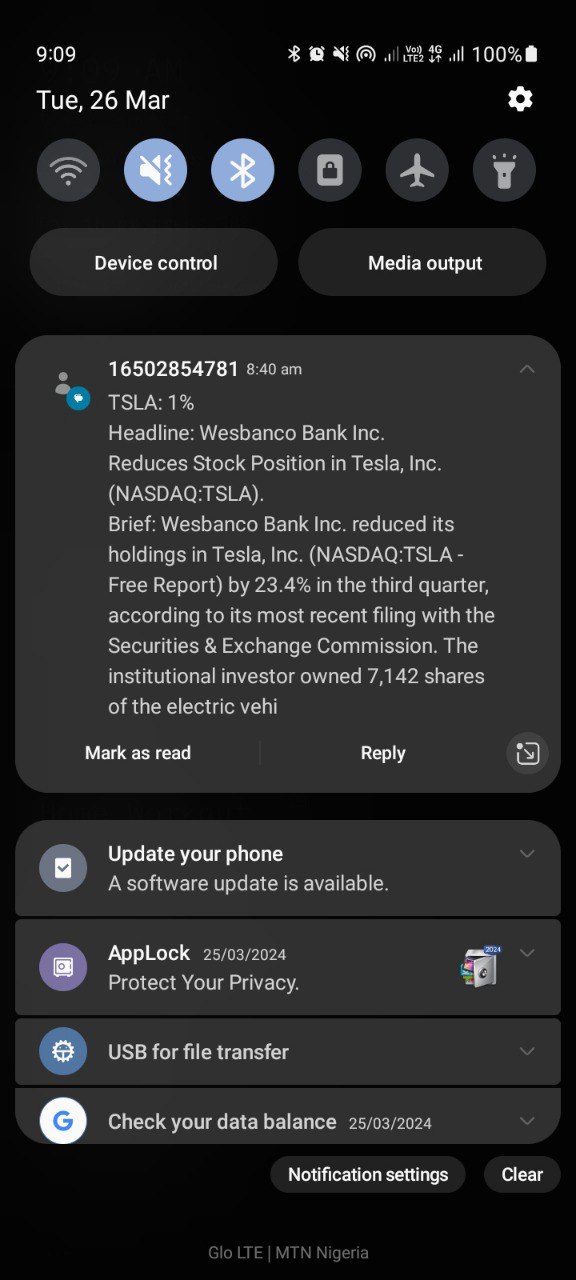 9:09
Vo)) LTE2 4G 100%
Tue, 26 Mar
Device control
Media output
16502854781 8:40 am
TSLA: 1%
Headline: Wesbanco Bank Inc.
Reduces Stock Position in Tesla, Inc.
(NASDAQ:TSLA).
Brief: Wesbanco Bank Inc. reduced its
holdings in Tesla, Inc. (NASDAQ:TSLA -
Free Report) by 23.4% in the third quarter,
according to its most recent filing with the
Securities & Exchange Commission. The
institutional investor owned 7,142 shares
of the electric vehi
Mark as read
Reply
Update your phone
A software update is available.
AppLock 25/03/2024
2024
Protect Your Privacy.
USB for file transfer
G
Check your data balance 25/03/2024
Notification settings
Clear
Glo LTE | MTN Nigeria